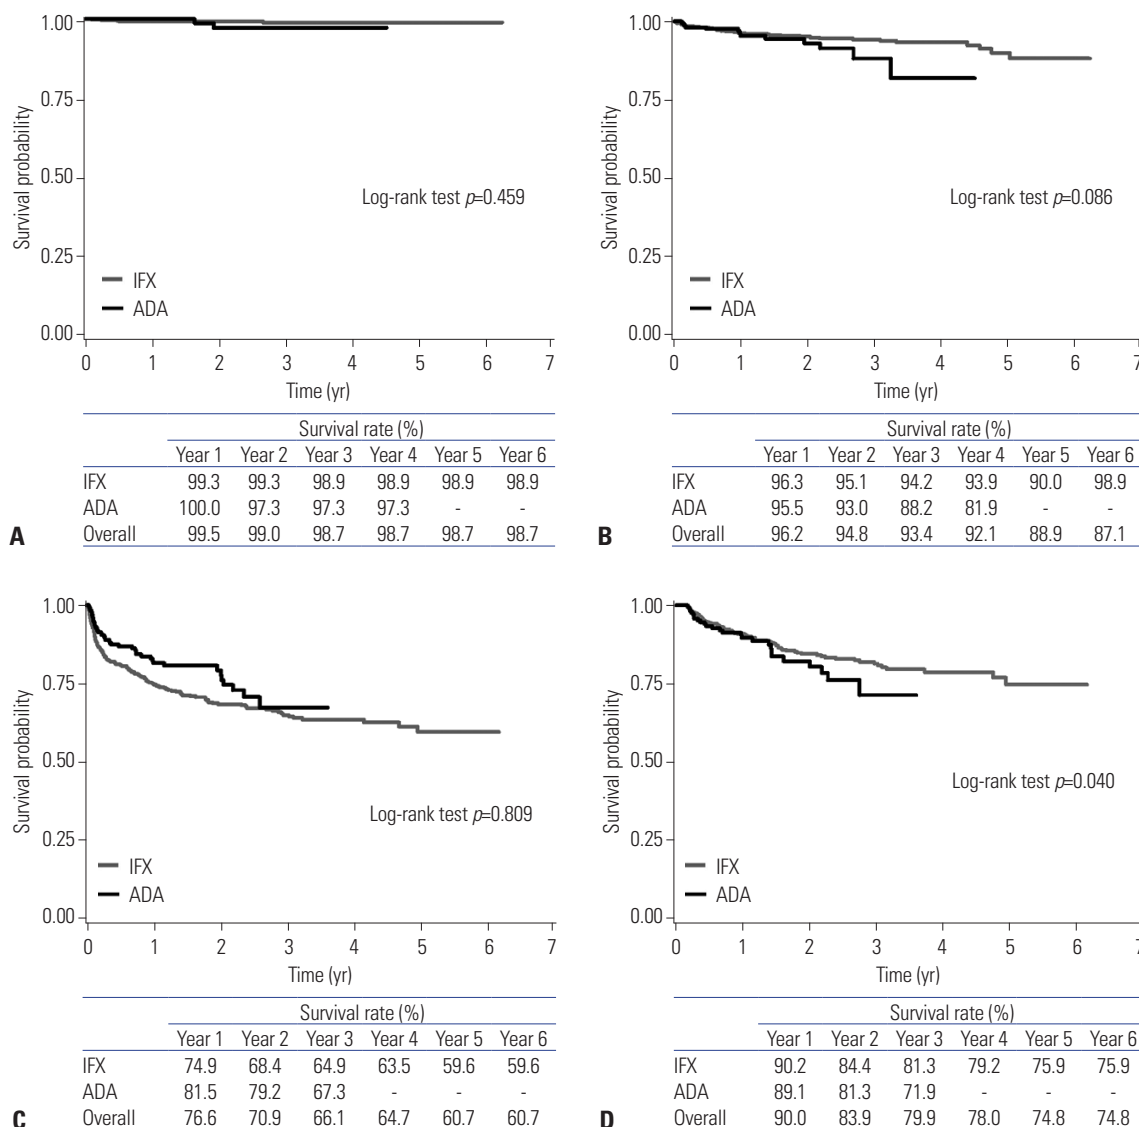 1.00
0.75
0.50
0.25
0.00
Survival probability
Log-rank test p=0.459
IFX
ADA
0 1 2 3 4 5 6 7
Time (yr)
Survival rate (%)
Year 1 Year 2 Year 3 Year 4 Year 5 Year 6
IFX 99.3 99.3 98.9 98.9 98.9 98.9
ADA 100.0 97.3 97.3 97.3 - -
Overall 99.5 99.0 98.7 98.7 98.7 98.7
A
1.00
0.75
0.50
0.25
0.00
Survival probability
Log-rank test p=0.086
IFX
ADA
0 1 2 3 4 5 6 7
Time (yr)
Survival rate (%)
Year 1 Year 2 Year 3 Year 4 Year 5 Year 6
IFX 96.3 95.1 94.2 93.9 90.0 98.9
ADA 95.5 93.0 88.2 81.9 - -
Overall 96.2 94.8 93.4 92.1 88.9 87.1
B
1.00
0.75
0.50
0.25
0.00
Survival probability
Log-rank test p=0.809
IFX
ADA
0 1 2 3 4 5 6 7
Time (yr)
Survival rate (%)
Year 1 Year 2 Year 3 Year 4 Year 5 Year 6
IFX 74.9 68.4 64.9 63.5 59.6 59.6
ADA 81.5 79.2 67.3 - - -
Overall 76.6 70.9 66.1 64.7 60.7 60.7
C
1.00
0.75
0.50
0.25
0.00
Survival probability
Log-rank test p=0.040
IFX
ADA
0 1 2 3 4 5 6 7
Time (yr)
Survival rate (%)
Year 1 Year 2 Year 3 Year 4 Year 5 Year 6
IFX 90.2 84.4 81.3 79.2 75.9 75.9
ADA 89.1 81.3 71.9 - - -
Overall 90.0 83.9 79.9 78.0 74.8 74.8
D